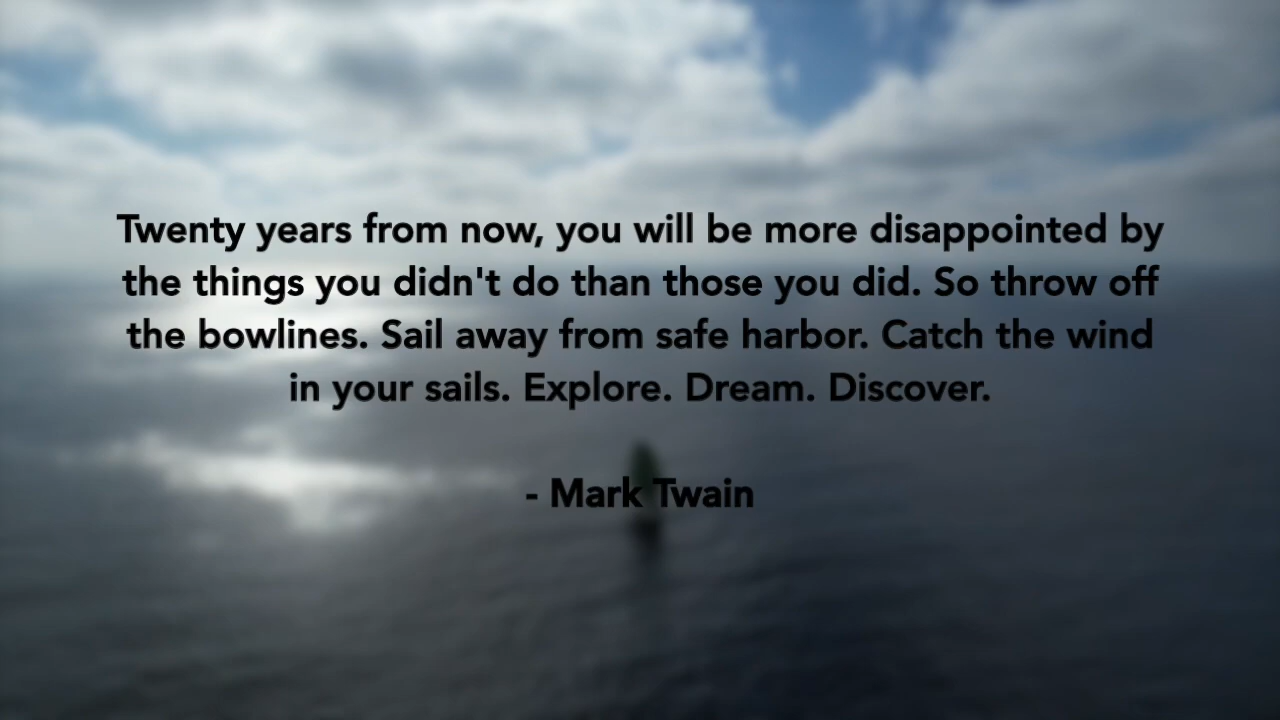 Twenty years from now, you will be more disappointed by
the things you didn't do than those you did. So throw off
the bowlines. Sail away from safe harbor. Catch the wind
in your sails. Explore. Dream. Discover.
- Mark Twain